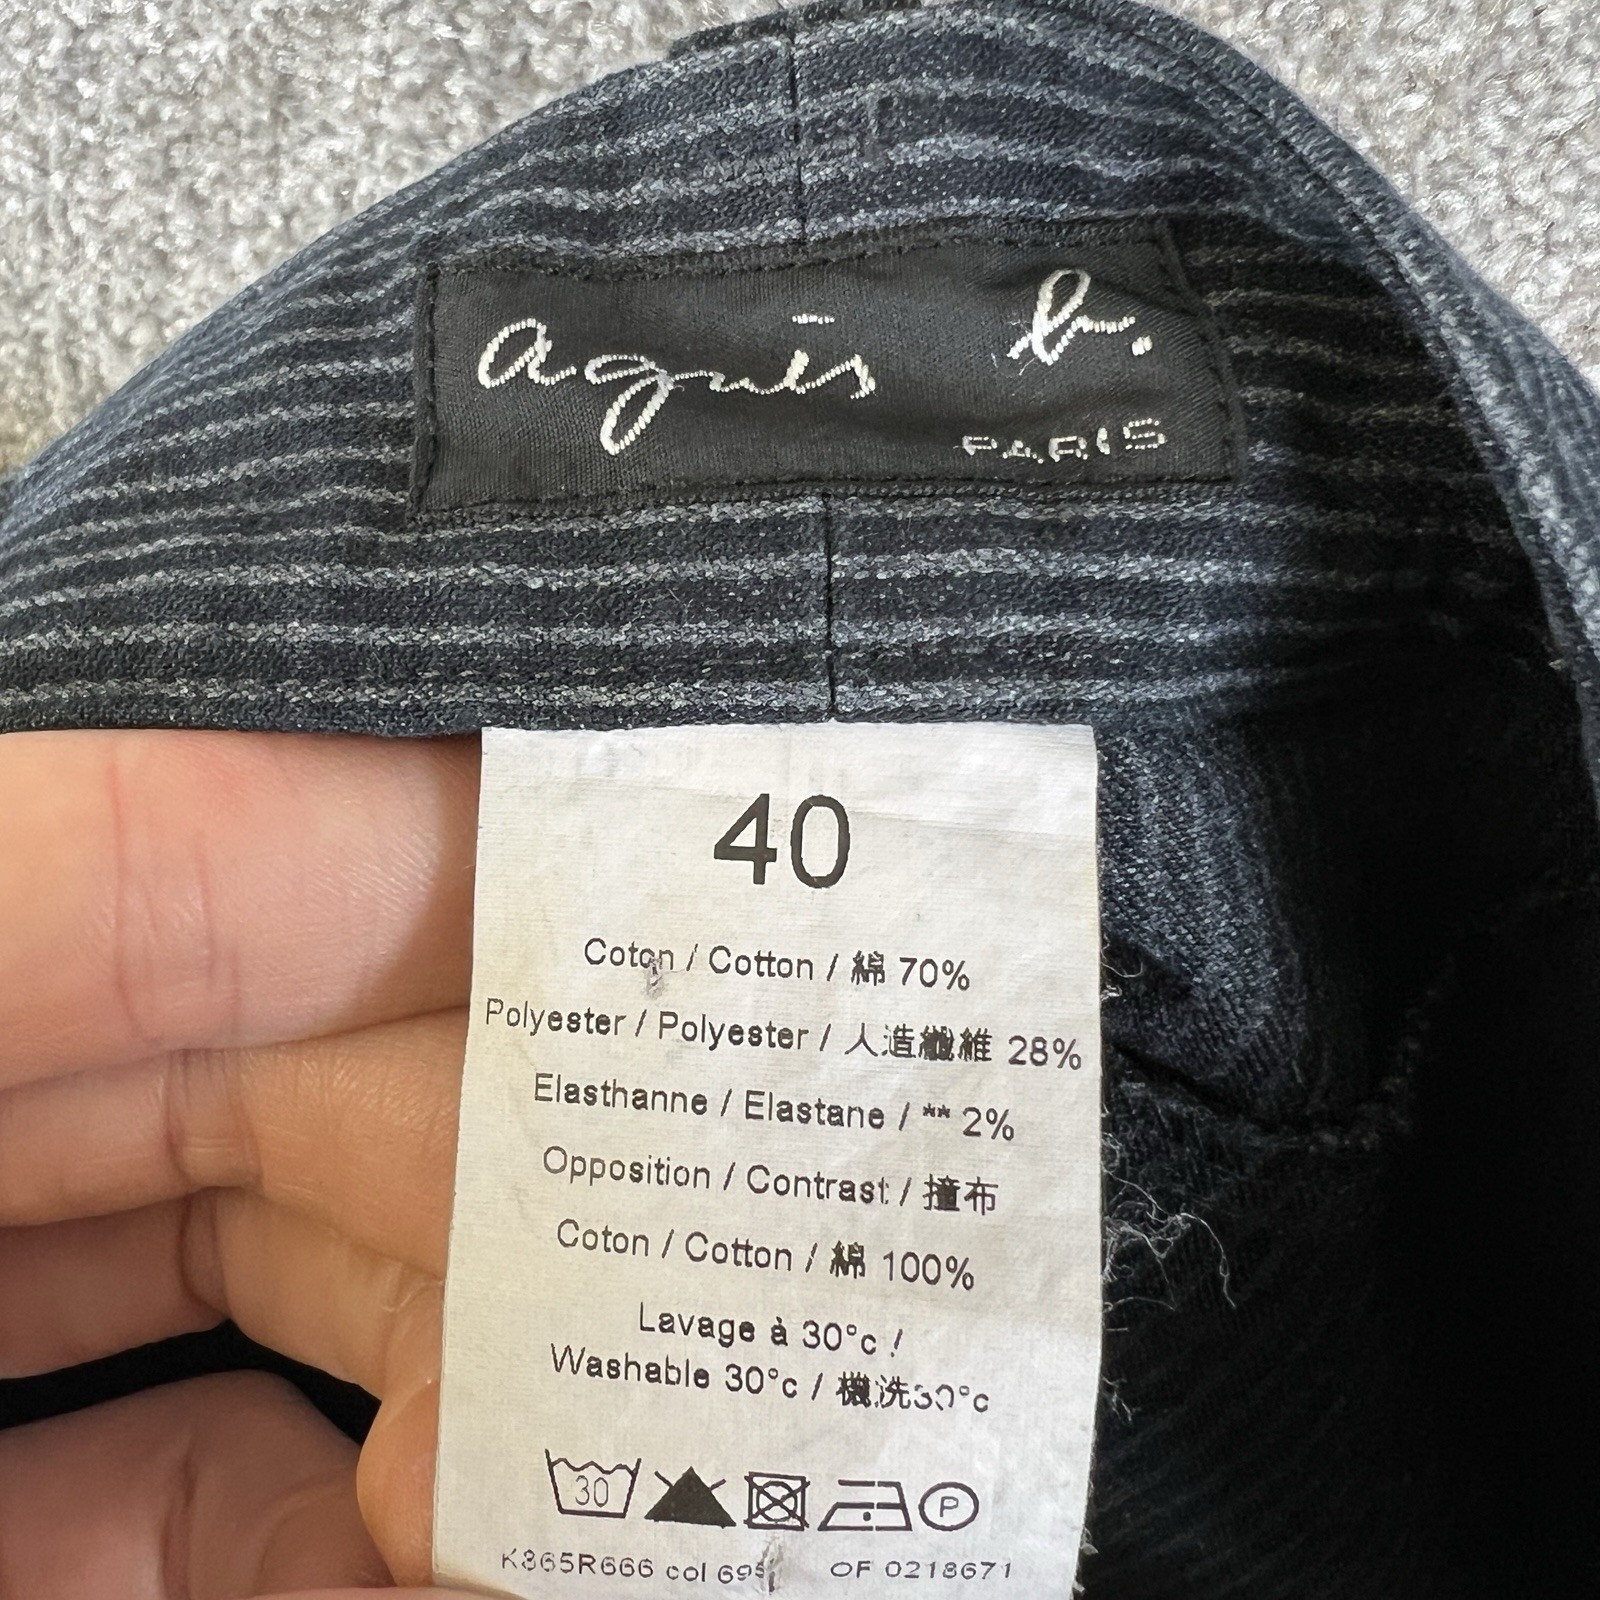 agnès b.
PARIS
40
Coton / Cotton / 綿 70%
Polyester / Polyester / 人造纖維 28%
Elasthanne / Elastane / ** 2%
Opposition / Contrast / 撞布
Coton / Cotton / 綿 100%
Lavage à 30°c /
Washable 30°c / 機洗30°c
30 P
K365R666 col OF 0218671